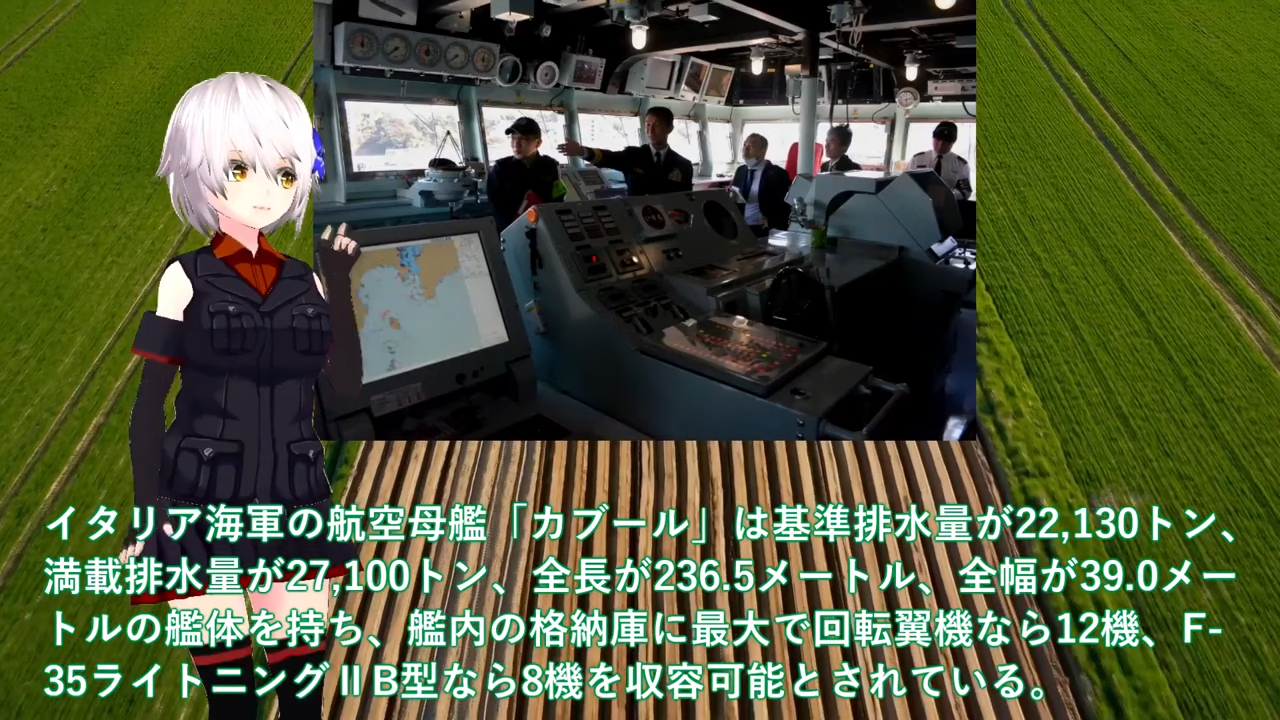 イタリア海軍の航空母艦「カブール」は基準排水量が22,130トン、
満載排水量が27,100トン、全長が236.5メートル、全幅が39.0メー
トルの艦体を持ち、艦内の格納庫に最大で回転翼機なら12機、F-
35ライトニングⅡB型なら8機を収容可能とされている。